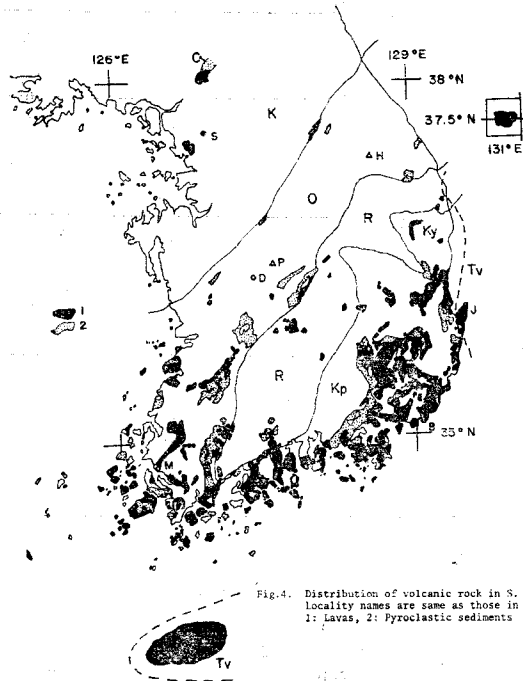 126°E
129°E
G
38°N
K
37.5°N
S
131°E
H
O
R
Ky
P
D
Tv
1
2
J
R
Kp
B
35°N
M
Fig.4. Distribution of volcanic rock in S.
Locality names are same as those in
1: Lavas, 2: Pyroclastic sediments
Tv